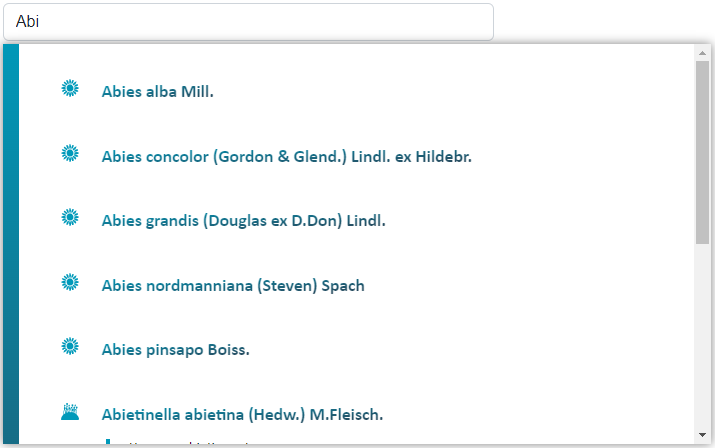 Abi
Abies alba Mill.
Abies concolor (Gordon & Glend.) Lindl. ex Hildebr.
Abies grandis (Douglas ex D.Don) Lindl.
Abies nordmanniana (Steven) Spach
Abies pinsapo Boiss.
Abietinella abietina (Hedw.) M.Fleisch.